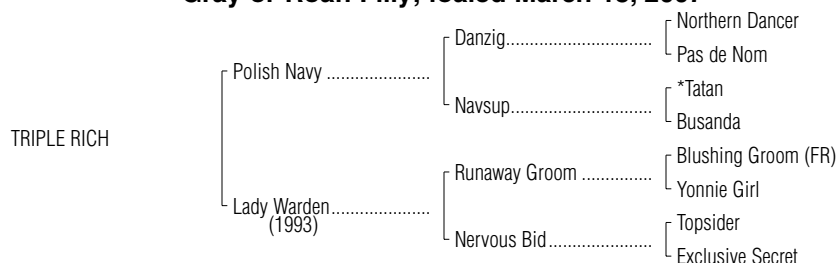 Gray or Roan Filly; foaled March 2007
Northern Dancer
Danzig
Pas de Nom
Polish Navy
*Tatan
Navsup
Busanda
TRIPLE RICH
Blushing Groom (FR)
Runaway Groom
Yonnie Girl
Lady Warden
(1993)
Topsider
Nervous Bid
Exclusive Secret